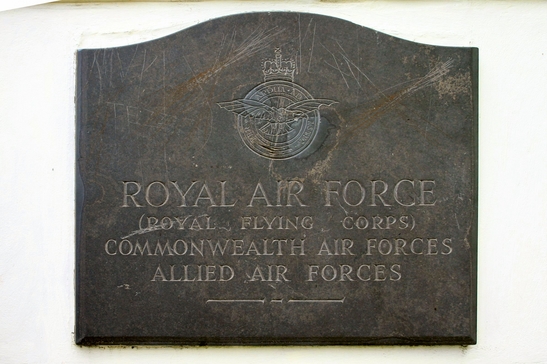 ROYAL AIR FORCE
(ROYAL FLYING CORPS)
COMMONWEALTH AIR FORCES
ALLIED AIR FORCES